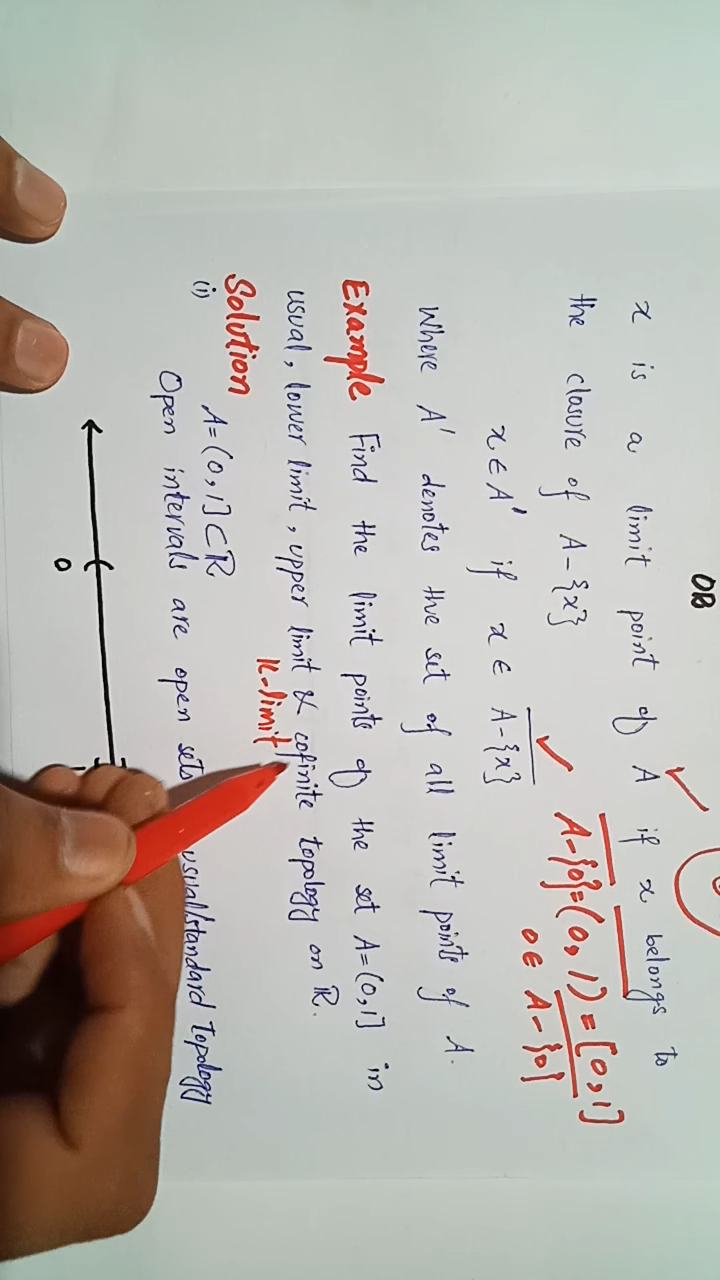 OB
x is a limit point of A if x belongs to
the closure of A-{x}
A-{0}=(0,1)=[0,1]
x∈A' if x∈A-{x}
0∈A-{0}
Where A' denotes the set of all limit points of A.
Example Find the limit points of the set A=(0,1] in
usual, lower limit, upper limit & cofinite topology on ℝ.
K-limit
Solution
(i) A=(0,1]⊂ℝ
Open intervals are open sets usual/standard topology
0